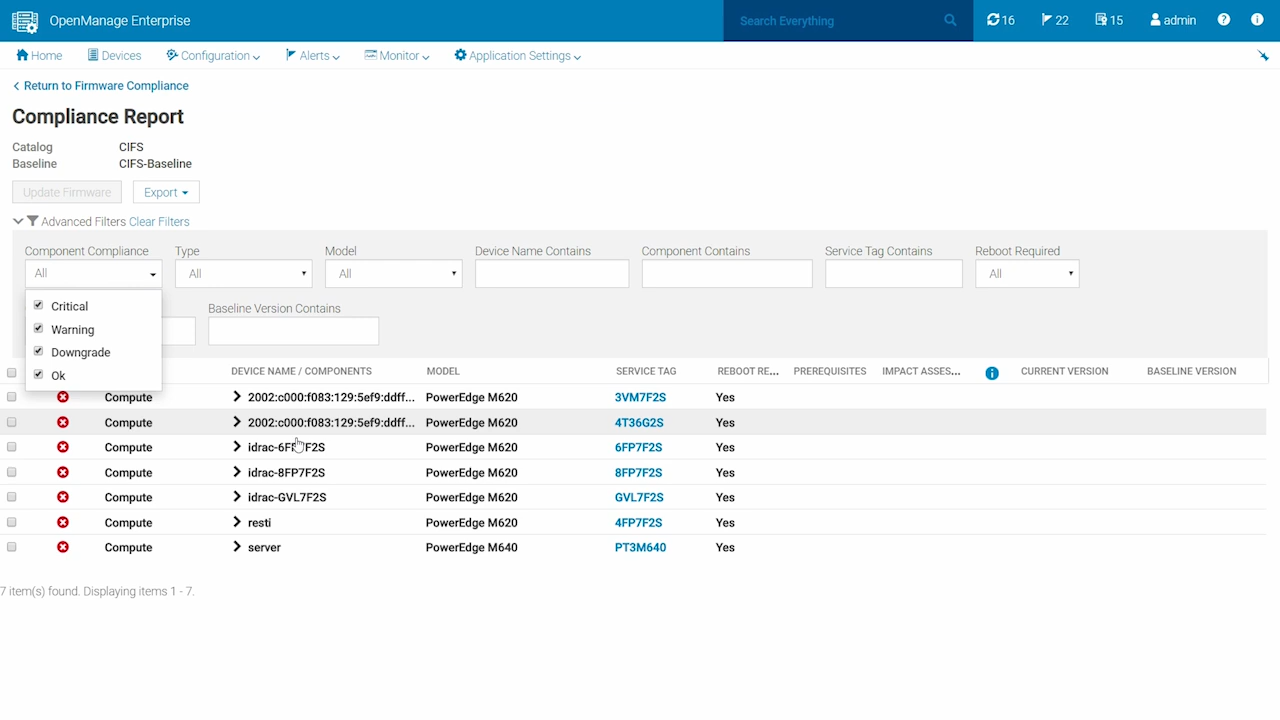 OpenManage Enterprise
Search Everything
16
22
15
admin
Home
Devices
Configuration
Alerts
Monitor
Application Settings
Return to Firmware Compliance
Compliance Report
Catalog CIFS
Baseline CIFS-Baseline
Update Firmware
Export
Advanced Filters Clear Filters
Component Compliance Type Model Device Name Contains Component Contains Service Tag Contains Reboot Required
All All All All
Baseline Version Contains
Critical
Warning
Downgrade
Ok
DEVICE NAME / COMPONENTS MODEL SERVICE TAG REBOOT RE... PREREQUISITES IMPACT ASSES... CURRENT VERSION BASELINE VERSION
Compute 2002:c000:f083:129:5ef9:ddff... PowerEdge M620 3VM7F2S Yes
Compute 2002:c000:f083:129:5ef9:ddff... PowerEdge M620 4T36G2S Yes
Compute idrac-6FP7F2S PowerEdge M620 6FP7F2S Yes
Compute idrac-8FP7F2S PowerEdge M620 8FP7F2S Yes
Compute idrac-GVL7F2S PowerEdge M620 GVL7F2S Yes
Compute resti PowerEdge M620 4FP7F2S Yes
Compute server PowerEdge M640 PT3M640 Yes
7 item(s) found. Displaying items 1 - 7.